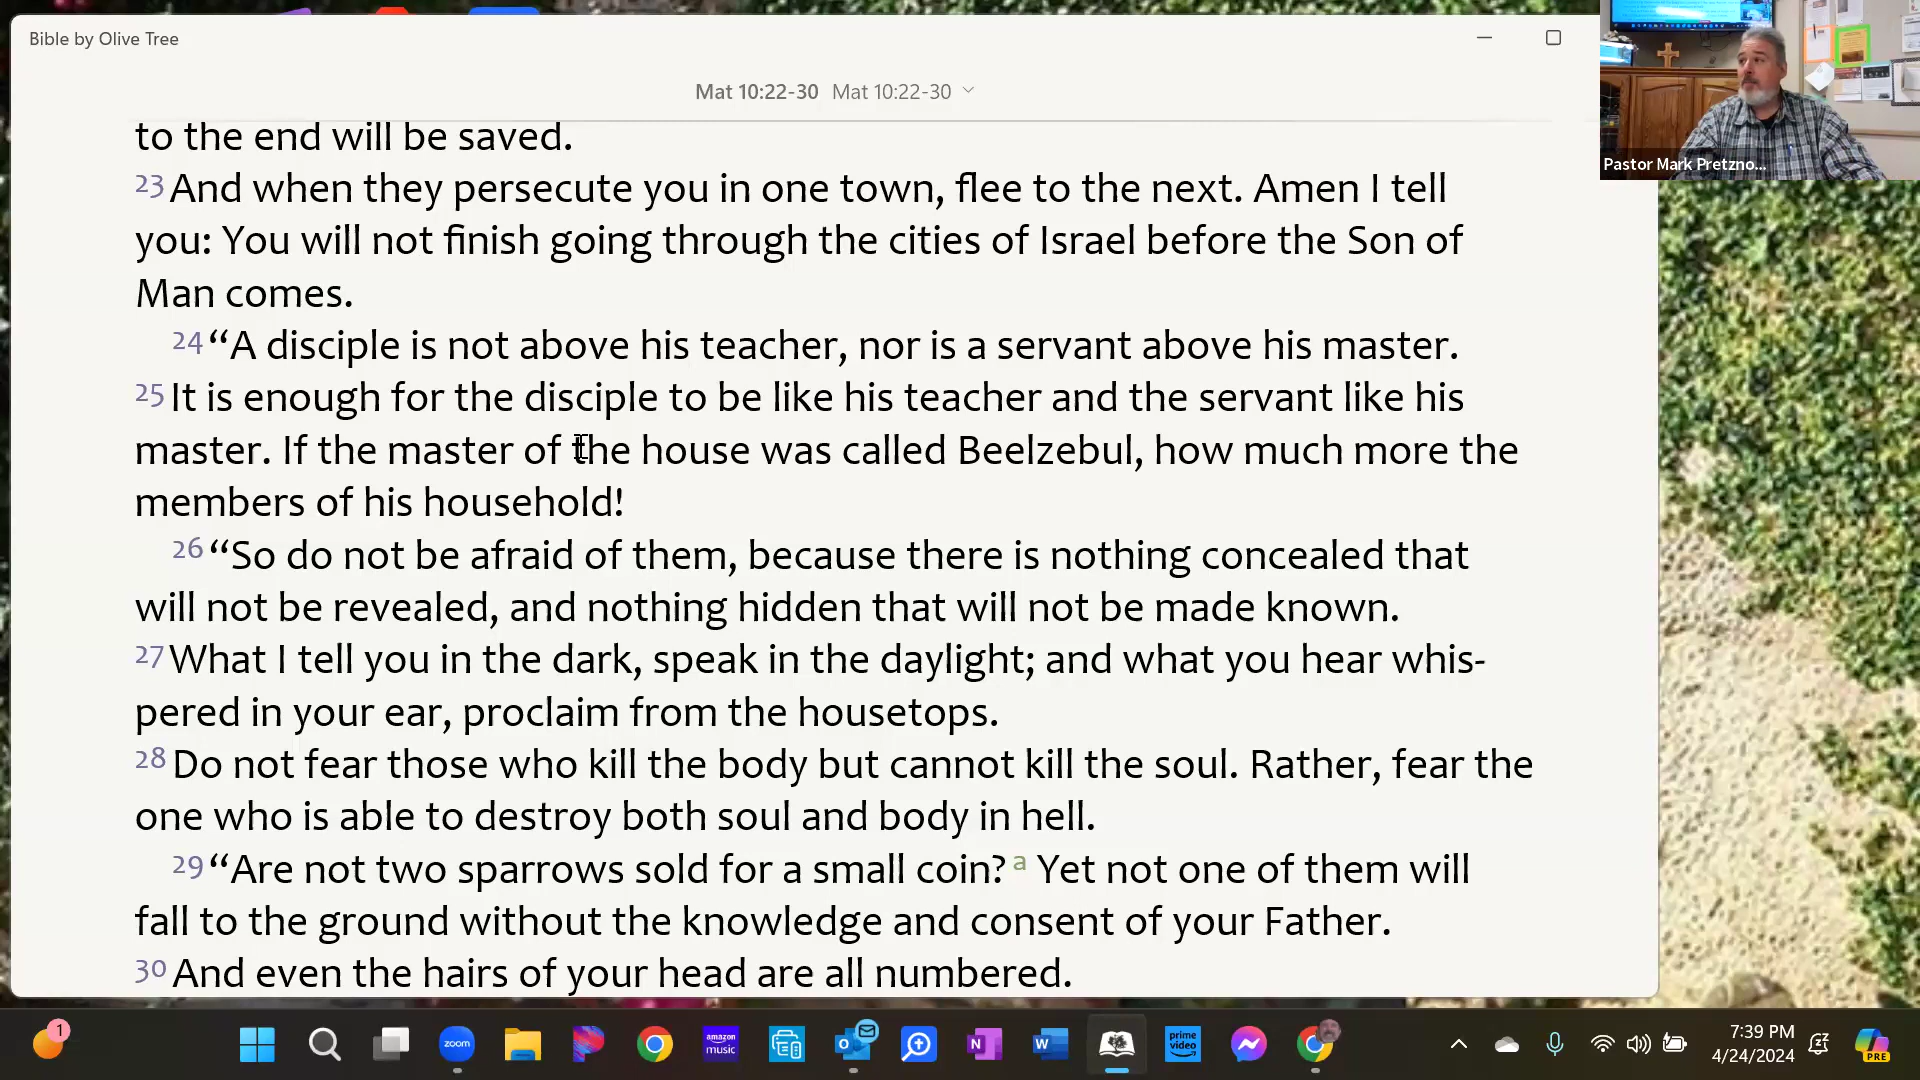 Bible by Olive Tree
Mat 10:22-30 Mat 10:22-30
to the end will be saved.
23 And when they persecute you in one town, flee to the next. Amen I tell
you: You will not finish going through the cities of Israel before the Son of
Man comes.
24 “A disciple is not above his teacher, nor is a servant above his master.
25 It is enough for the disciple to be like his teacher and the servant like his
master. If the master of the house was called Beelzebul, how much more the
members of his household!
26 “So do not be afraid of them, because there is nothing concealed that
will not be revealed, and nothing hidden that will not be made known.
27 What I tell you in the dark, speak in the daylight; and what you hear whis-
pered in your ear, proclaim from the housetops.
28 Do not fear those who kill the body but cannot kill the soul. Rather, fear the
one who is able to destroy both soul and body in hell.
29 “Are not two sparrows sold for a small coin? a Yet not one of them will
fall to the ground without the knowledge and consent of your Father.
30 And even the hairs of your head are all numbered.
Pastor Mark Pretzno...
1
zoom
amazon
music
O
N
W
prime
video
7:39 PM
4/24/2024
PRE